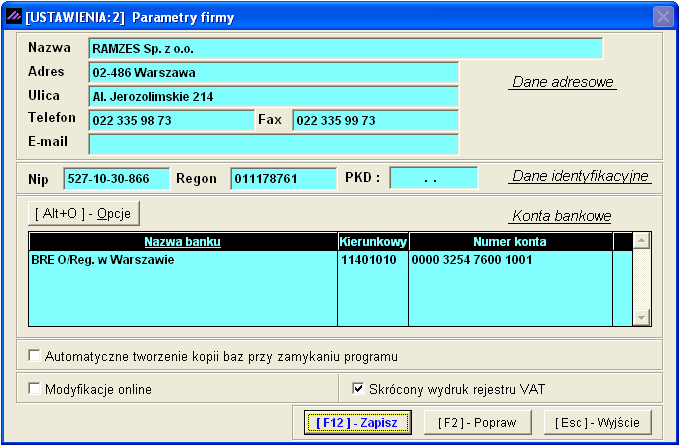 [USTAWIENIA: 2] Parametry firmy
Nazwa RAMZES Sp. z o.o.
Adres 02-486 Warszawa
Dane adresowe
Ulica Al. Jerozolimskie 214
Telefon 022 335 98 73 Fax 022 335 99 73
E-mail
Nip 527-10-30-866 Regon 011178761 PKD : . . Dane identyfikacyjne
[ Alt+O ] - Opcje Konta bankowe
Nazwa banku Kierunkowy Numer konta
BRE O/Reg. w Warszawie 11401010 0000 3254 7600 1001
Automatyczne tworzenie kopii baz przy zamykaniu programu
Modyfikacje online Skrócony wydruk rejestru VAT
[ F12 ] - Zapisz [ F2 ] - Popraw [ Esc ] - Wyjście